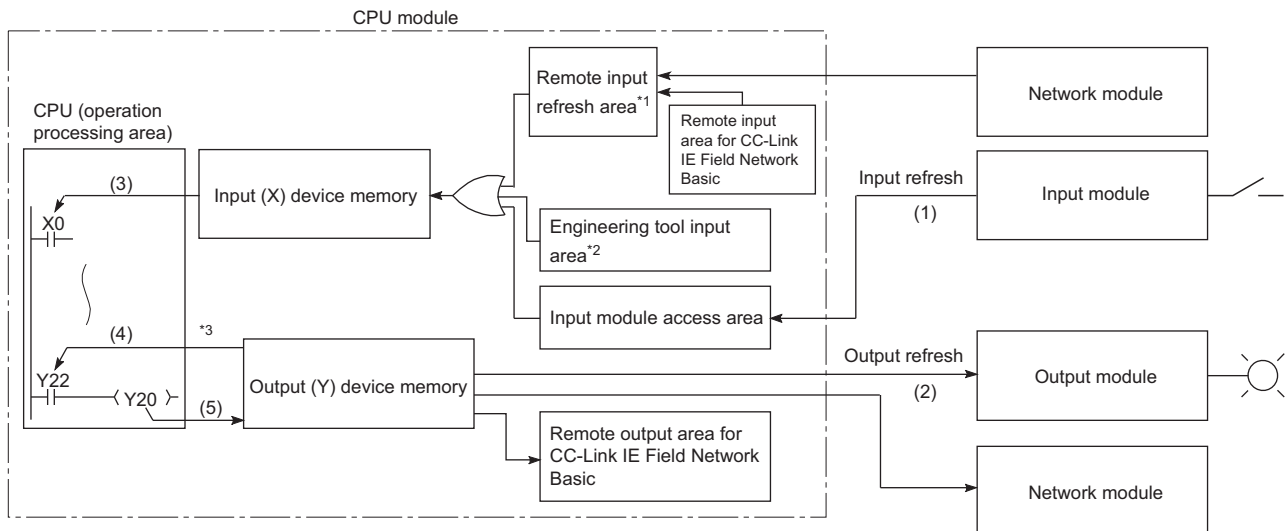 CPU module
Remote input
refresh area*1
Network module
CPU (operation
processing area)
Remote input
area for CC-Link
IE Field Network
Basic
(3)
Input (X) device memory
Input refresh
(1)
Input module
X0
Engineering tool input
area*2
Input module access area
(4)
*3
Output refresh
(2)
Output module
Y22
Y20
(5)
Output (Y) device memory
Remote output area for
CC-Link IE Field Network
Basic
Network module